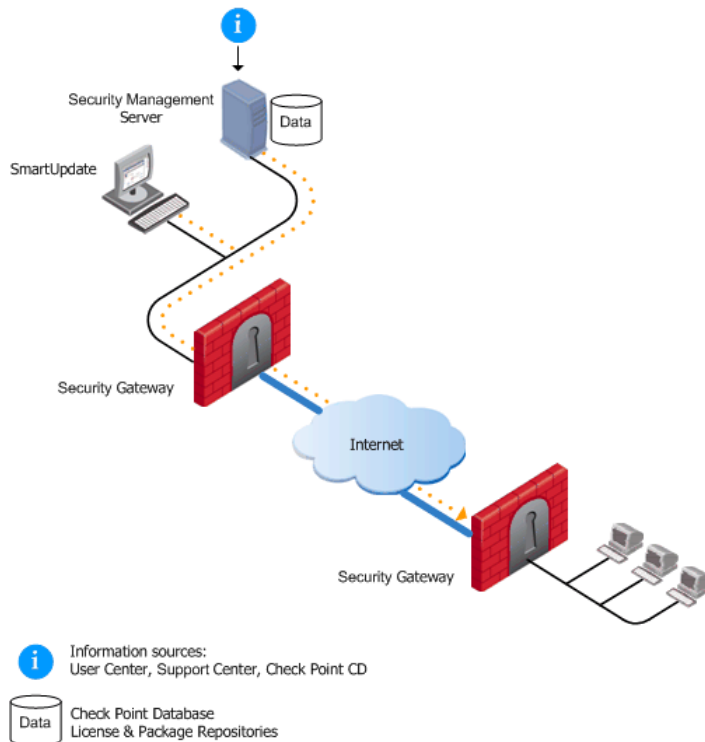 i
Security Management
Server
Data
SmartUpdate
Security Gateway
Internet
Security Gateway
i
Information sources:
User Center, Support Center, Check Point CD
Data
Check Point Database
License & Package Repositories